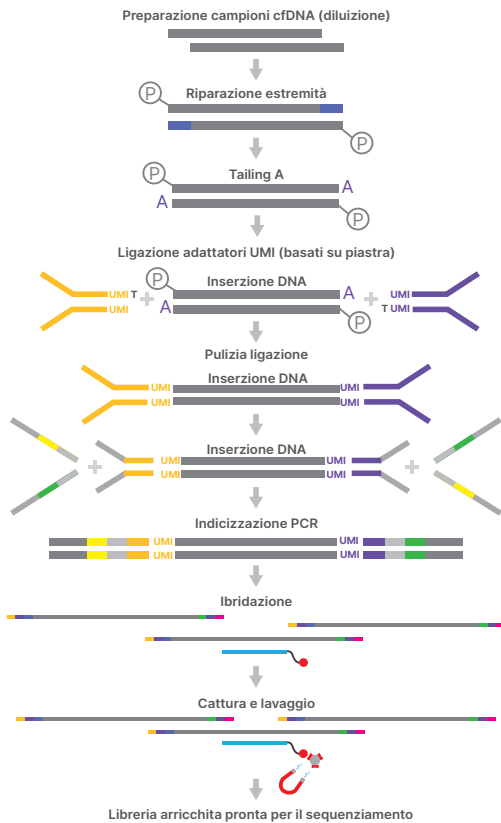 Preparazione campioni cfDNA (diluizione)
P
Riparazione estremità
P
P
Tailing A
A
A
P
Ligazione adattatori UMI (basati su piastra)
P
Inserzione DNA
UMI T
A
UMI
UMI
A
T UMI
P
Pulizia ligazione
Inserzione DNA
UMI
UMI
UMI
UMI
Inserzione DNA
UMI
UMI
UMI
UMI
Indicizzazione PCR
UMI
UMI
UMI
UMI
Ibridazione
Cattura e lavaggio
Libreria arricchita pronta per il sequenziamento